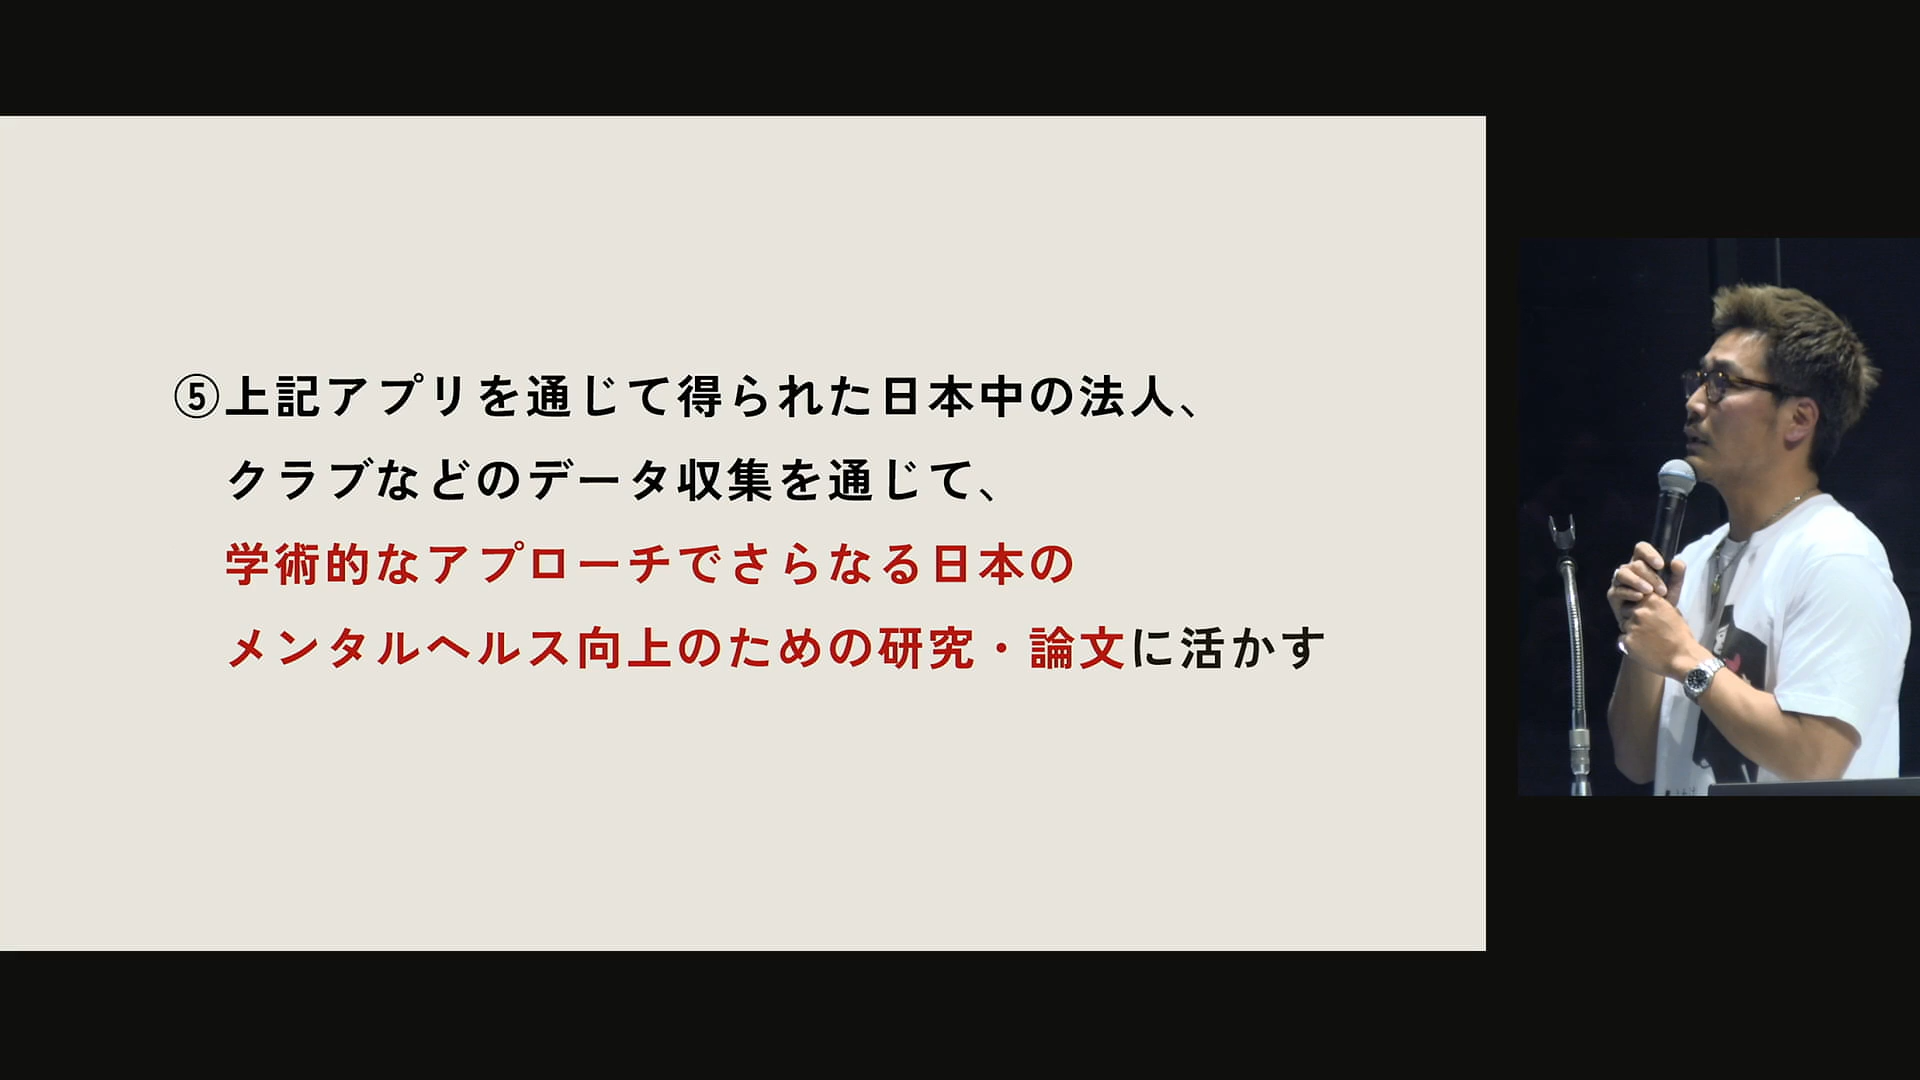 ⑤上記アプリを通じて得られた日本中の法人、
クラブなどのデータ収集を通じて、
学術的なアプローチでさらなる日本の
メンタルヘルス向上のための研究・論文に活かす